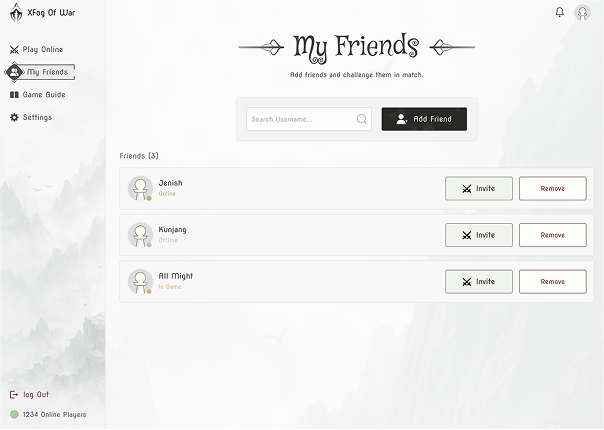 XFog Of War
Play Online
My Friends
Game Guide
Settings
log Out
1234 Online Players
My Friends
Add friends and challenge them in match.
Search Username...
Add Friend
Friends (3)
Jenish
Online
Invite
Remove
Kunjang
Offline
Invite
Remove
All Might
In Game
Invite
Remove